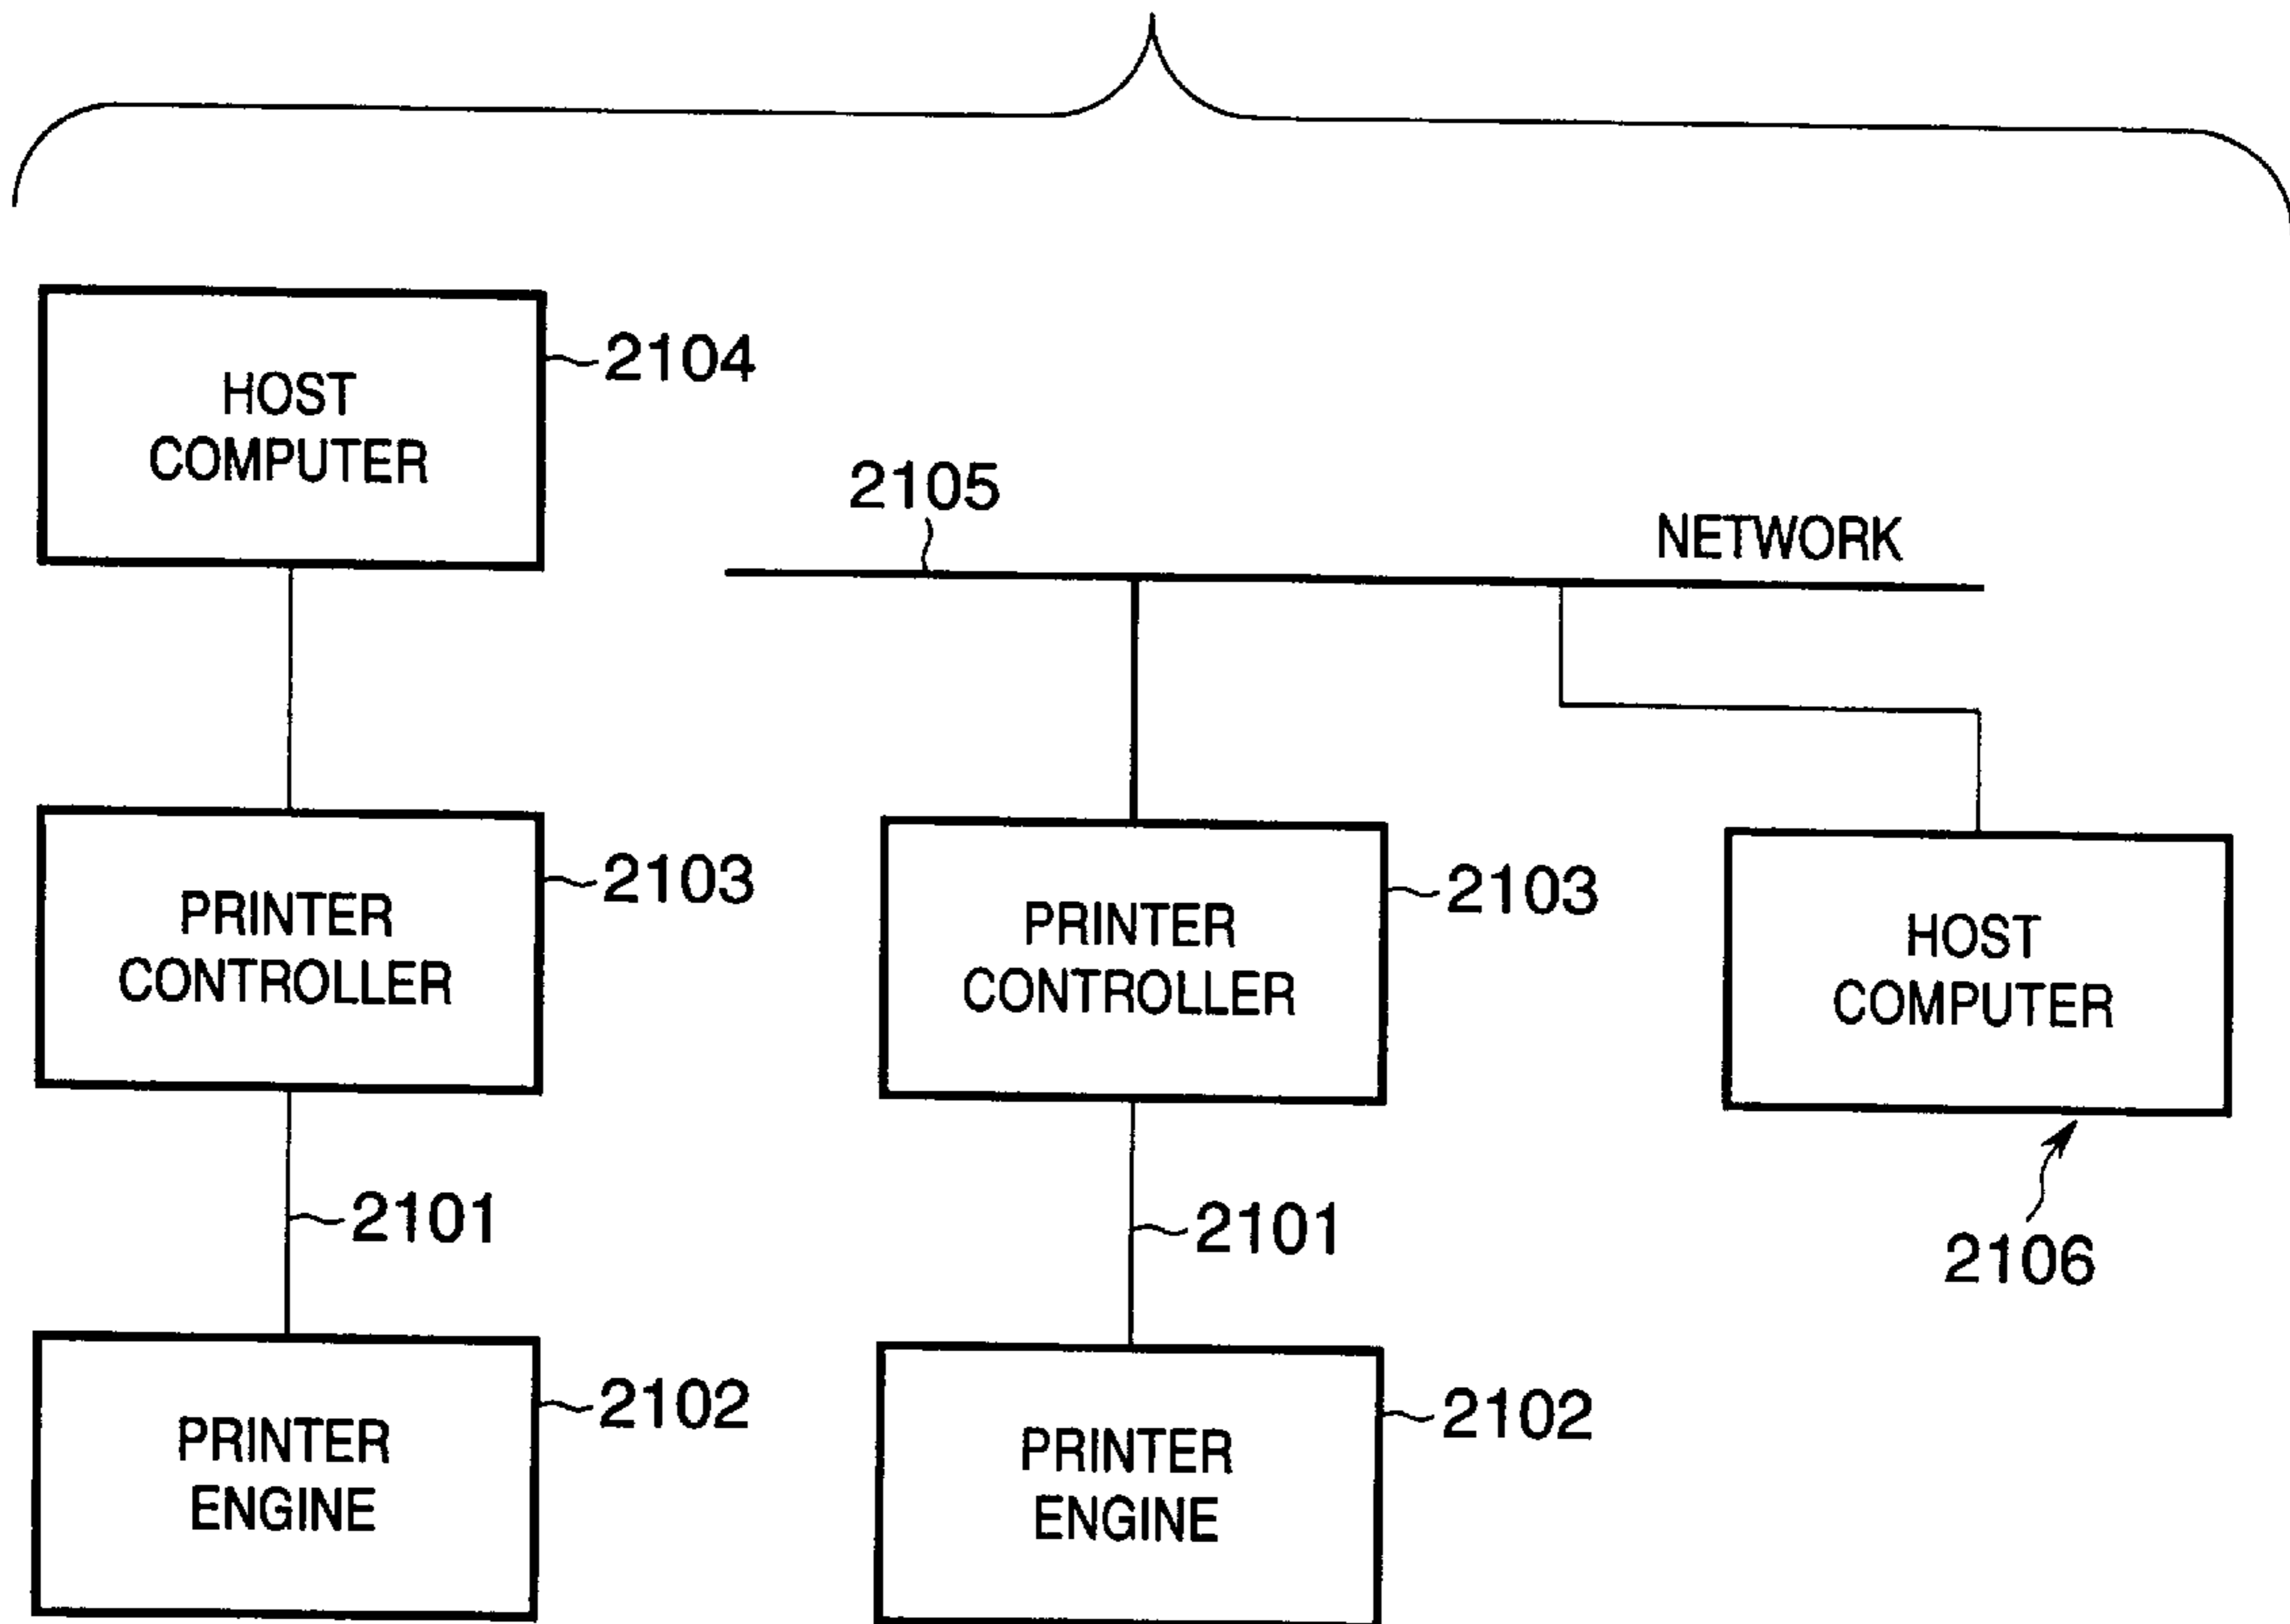 HOST
COMPUTER
2104
2105
NETWORK
PRINTER
CONTROLLER
2103
PRINTER
CONTROLLER
2103
HOST
COMPUTER
2101
2101
2106
PRINTER
ENGINE
2102
PRINTER
ENGINE
2102